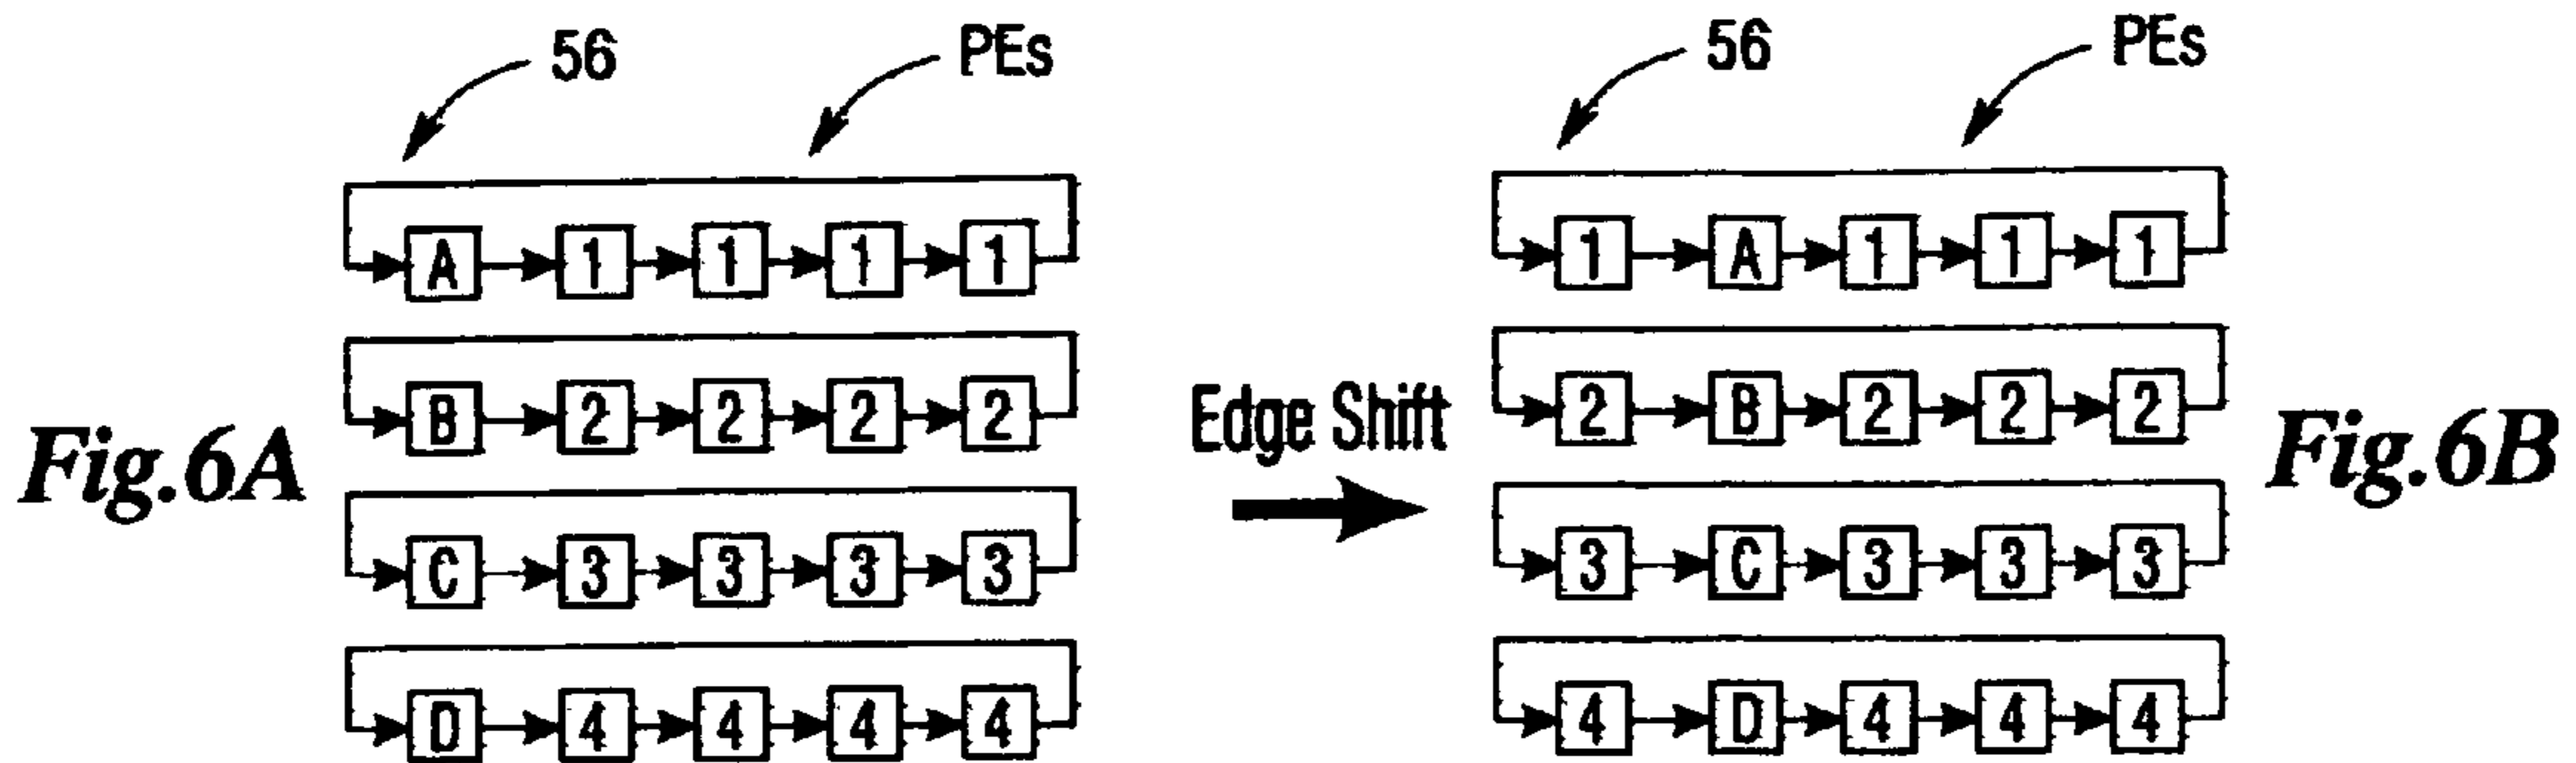 56 PEs
A 1 1 1 1
B 2 2 2 2
C 3 3 3 3
D 4 4 4 4
Fig.6A
Edge Shift
56 PEs
1 A 1 1 1
2 B 2 2 2
3 C 3 3 3
4 D 4 4 4
Fig.6B